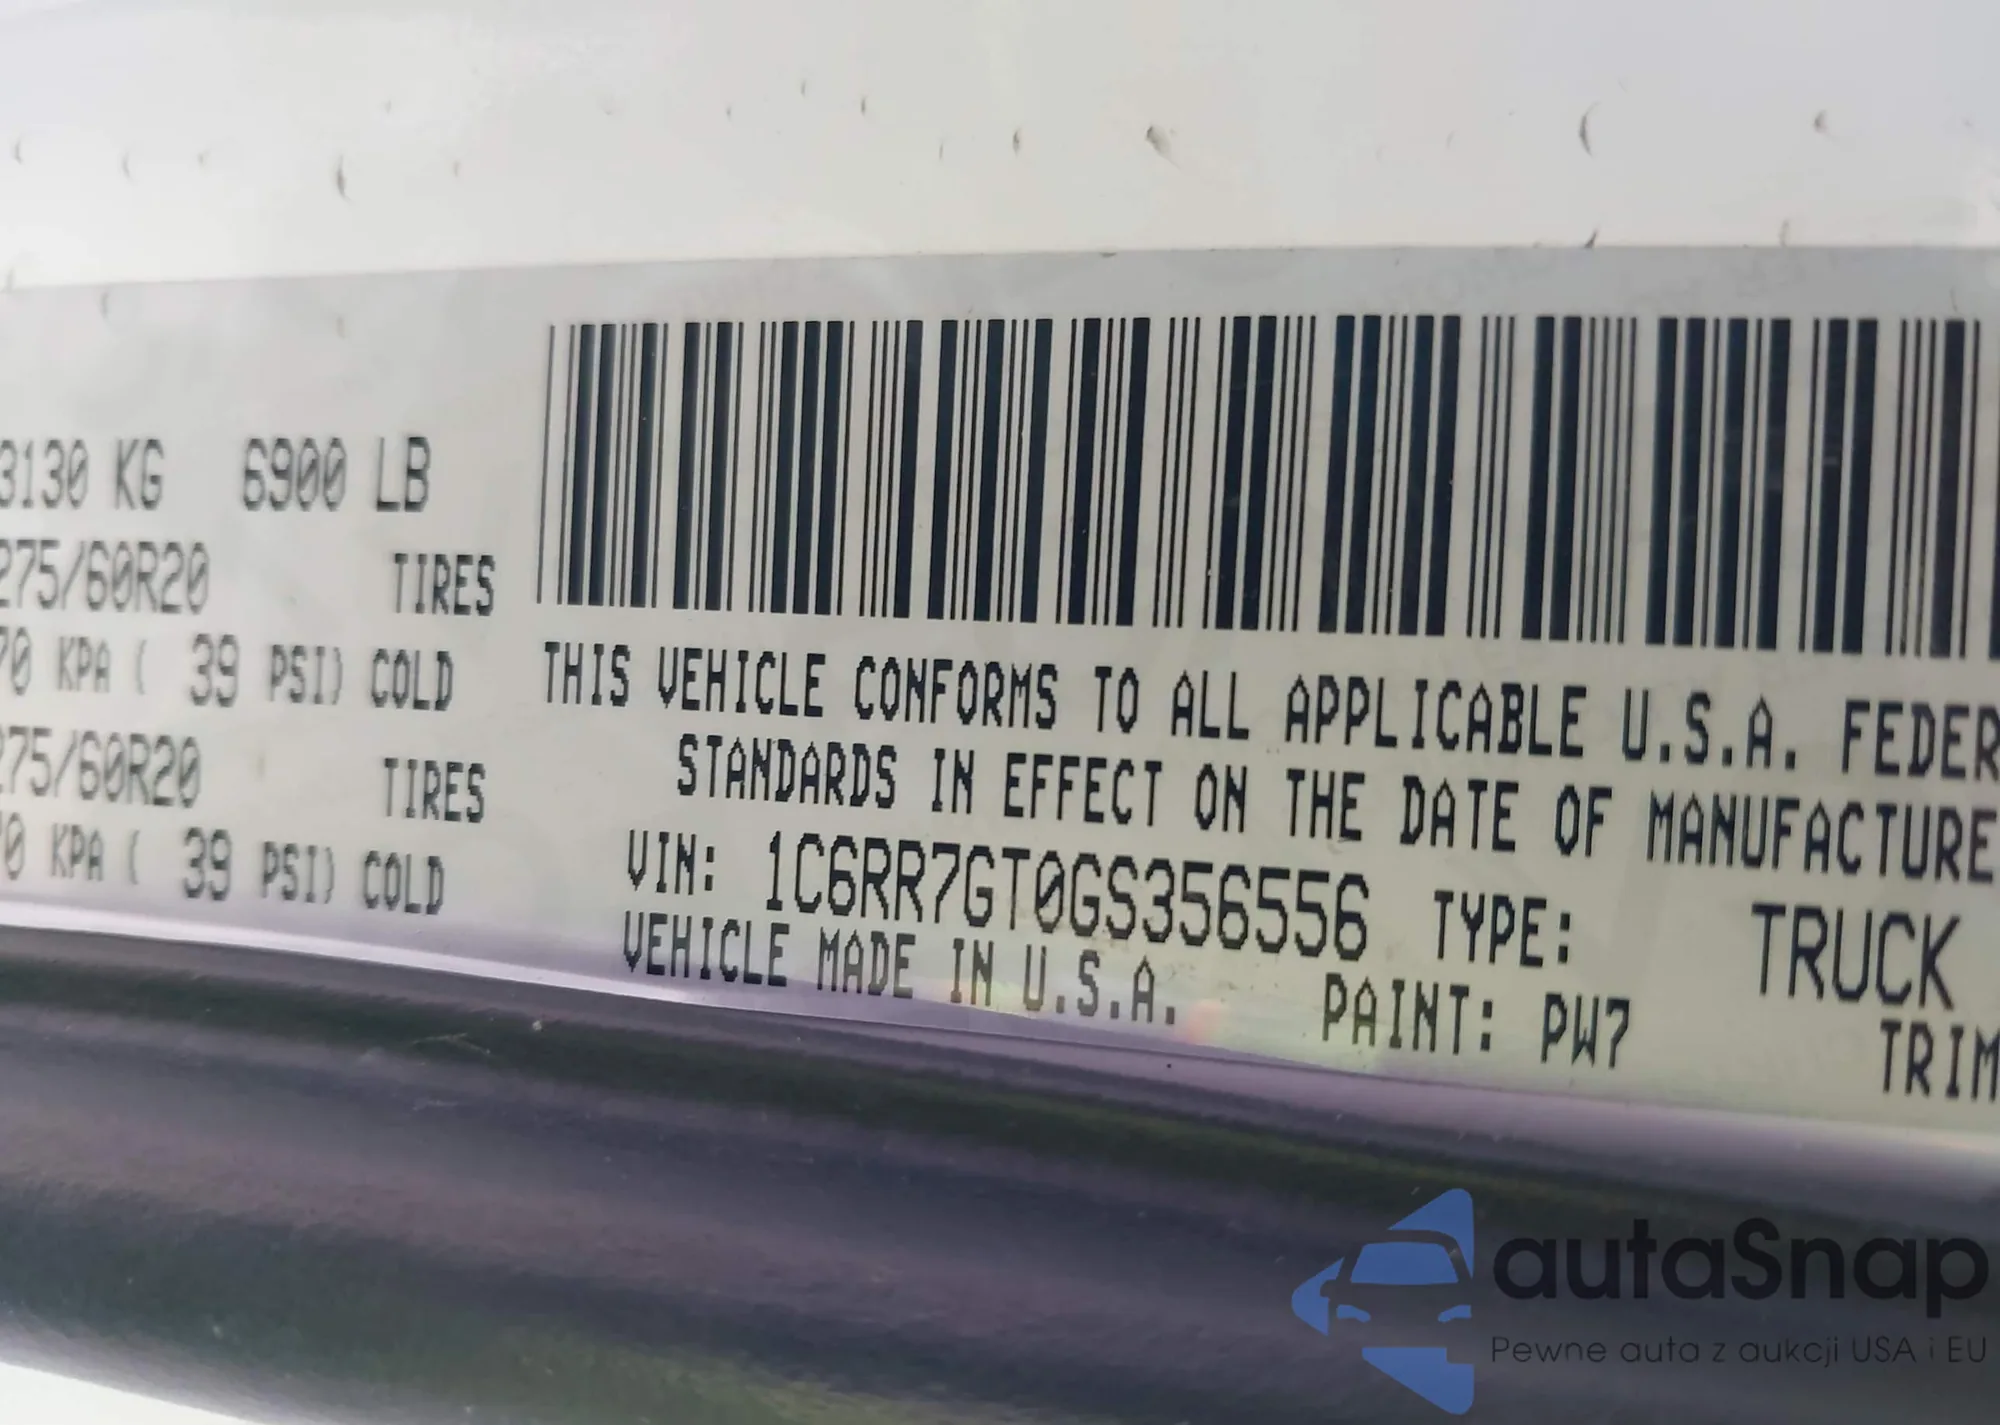 3130 KG 6900 LB
275/60R20 TIRES
70 KPA ( 39 PSI) COLD
275/60R20 TIRES
70 KPA ( 39 PSI) COLD
THIS VEHICLE CONFORMS TO ALL APPLICABLE U.S.A. FEDER
STANDARDS IN EFFECT ON THE DATE OF MANUFACTURE
VIN: 1C6RR7GT0GS356556 TYPE: TRUCK
VEHICLE MADE IN U.S.A. PAINT: PW7 TRIM
autaSnap
Pewne auta z aukcji USA i EU